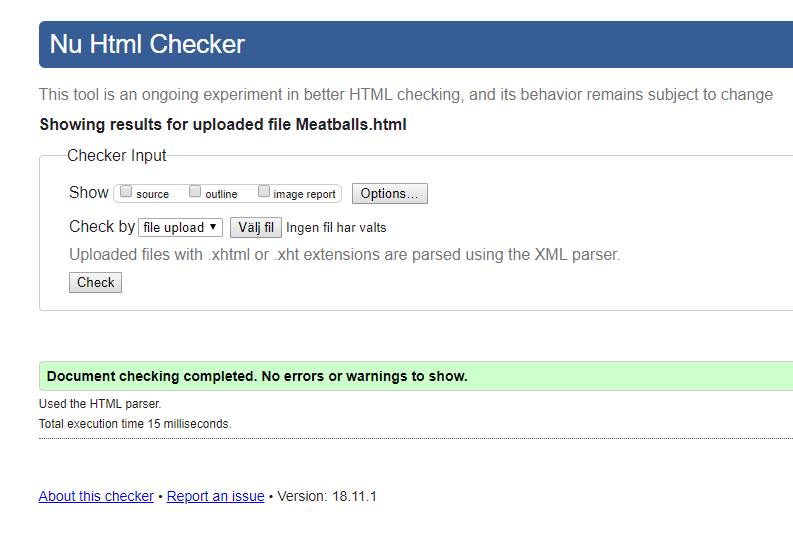 Nu Html Checker
This tool is an ongoing experiment in better HTML checking, and its behavior remains subject to change
Showing results for uploaded file Meatballs.html
Checker Input
Show source outline image report Options...
Check by file upload Välj fil Ingen fil har valts
Uploaded files with .xhtml or .xht extensions are parsed using the XML parser.
Check
Document checking completed. No errors or warnings to show.
Used the HTML parser.
Total execution time 15 milliseconds.
About this checker • Report an issue • Version: 18.11.1